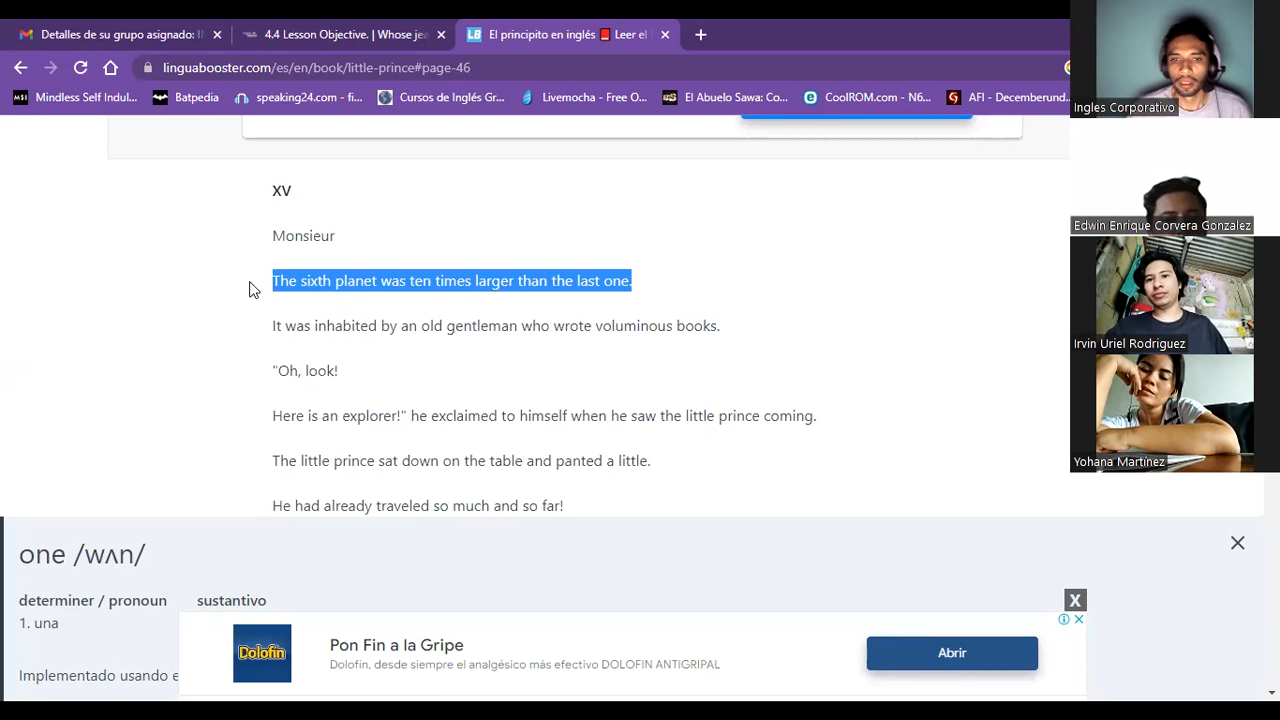 Detalles de su grupo asignado: I
4.4 Lesson Objective. | Whose jea
El principito en inglés 📕 Leer el
linguabooster.com/es/en/book/little-prince#page-46
Mindless Self Indul...
Batpedia
speaking24.com - fi...
Cursos de Inglés Gr...
Livemocha - Free O...
El Abuelo Sawa: Co...
CoolROM.com - N6...
AFI - Decemberund...
Ingles Corporativo
Edwin Enrique Corvera Gonzalez
Irvin Uriel Rodriguez
Yohana Martínez
XV
Monsieur
The sixth planet was ten times larger than the last one.
It was inhabited by an old gentleman who wrote voluminous books.
"Oh, look!
Here is an explorer!" he exclaimed to himself when he saw the little prince coming.
The little prince sat down on the table and panted a little.
He had already traveled so much and so far!
one /wʌn/
determiner / pronoun
sustantivo
1. una
Implementado usando e
Dolofin
Pon Fin a la Gripe
Dolofin, desde siempre el analgésico más efectivo DOLOFIN ANTIGRIPAL
Abrir
X